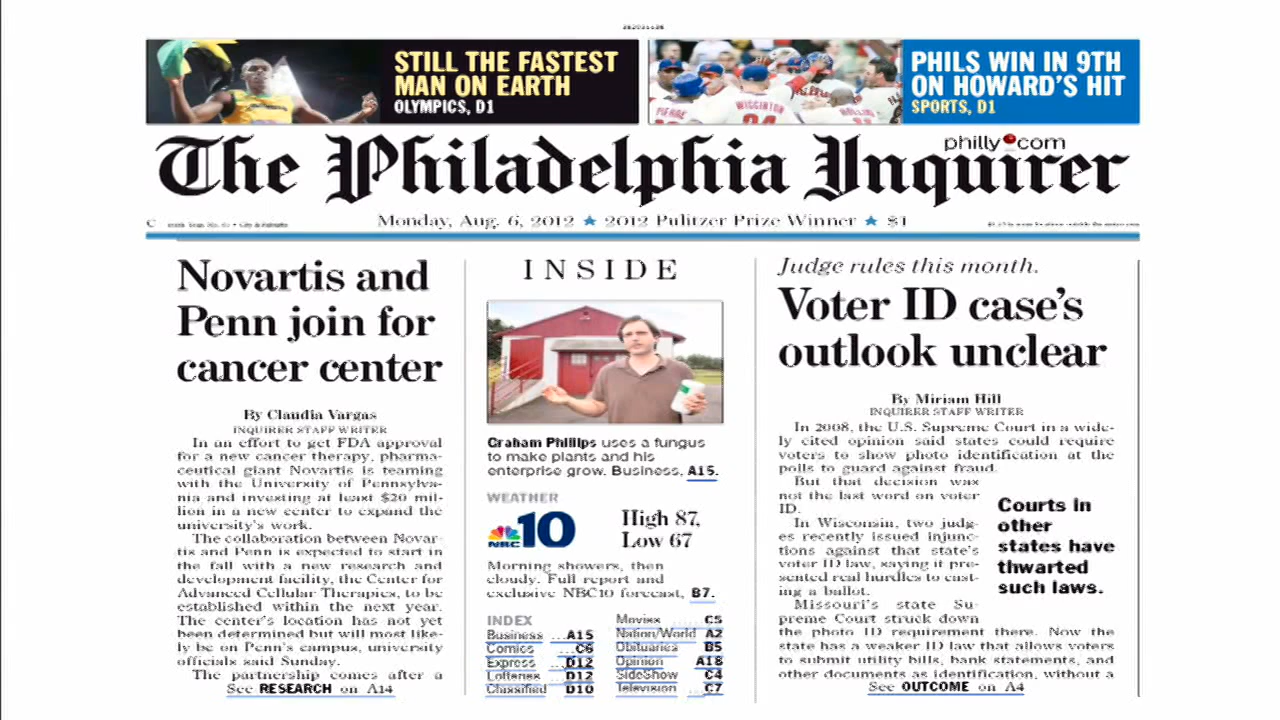 STILL THE FASTEST
MAN ON EARTH
OLYMPICS, D1
PHILS WIN IN 9TH
ON HOWARD'S HIT
SPORTS, D1
PIERRE
WIGGINTON
ROLLINS
The Philadelphia Inquirer
philly.com
C
Monday, Aug. 6, 2012 ★ 2012 Pulitzer Prize Winner ★ $1
Novartis and
Penn join for
cancer center
By Claudia Vargas
INQUIRER STAFF WRITER
In an effort to get FDA approval
for a new cancer therapy, pharma-
ceutical giant Novartis is teaming
with the University of Pennsylva-
nia and investing at least $20 mil-
lion in a new center to expand the
university's work.
The collaboration between Novar-
tis and Penn is expected to start in
the fall with a new research and
development facility, the Center for
Advanced Cellular Therapies, to be
established within the next year.
The center's location has not yet
been determined but will most like-
ly be on Penn's campus, university
officials said Sunday.
The partnership comes after a
See RESEARCH on A14
INSIDE
Graham Phillips uses a fungus
to make plants and his
enterprise grow. Business, A15.
WEATHER
NBC 10
High 87,
Low 67
Morning showers, then
cloudy. Full report and
exclusive NBC10 forecast, B7.
INDEX
Business ...A15
Comics ....C6
Express ...D12
Lotteries ...D12
Classified D10
Movies C5
Nation/World A2
Obituaries B5
Opinion A18
SideShow C4
Television C7
Judge rules this month.
Voter ID case's
outlook unclear
By Miriam Hill
INQUIRER STAFF WRITER
In 2008, the U.S. Supreme Court in a wide-
ly cited opinion said states could require
voters to show photo identification at the
polls to guard against fraud.
But that decision was
not the last word on voter
ID.
In Wisconsin, two judg-
es recently issued injunc-
tions against that state's
voter ID law, saying it pre-
sented real hurdles to cast-
ing a ballot.
Missouri's state Su-
preme Court struck down
the photo ID requirement there. Now the
state has a weaker ID law that allows voters
to submit utility bills, bank statements, and
other documents as identification, without a
See OUTCOME on A4
Courts in
other
states have
thwarted
such laws.